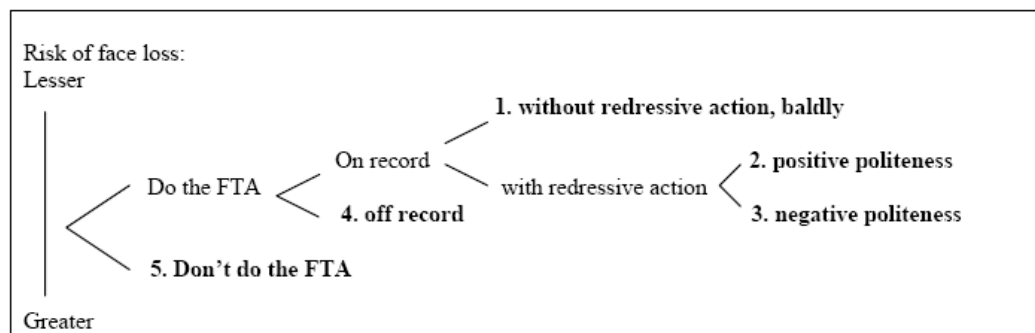 Risk of face loss:
Lesser
1. without redressive action, baldly
On record
2. positive politeness
Do the FTA
with redressive action
4. off record
3. negative politeness
5. Don't do the FTA
Greater